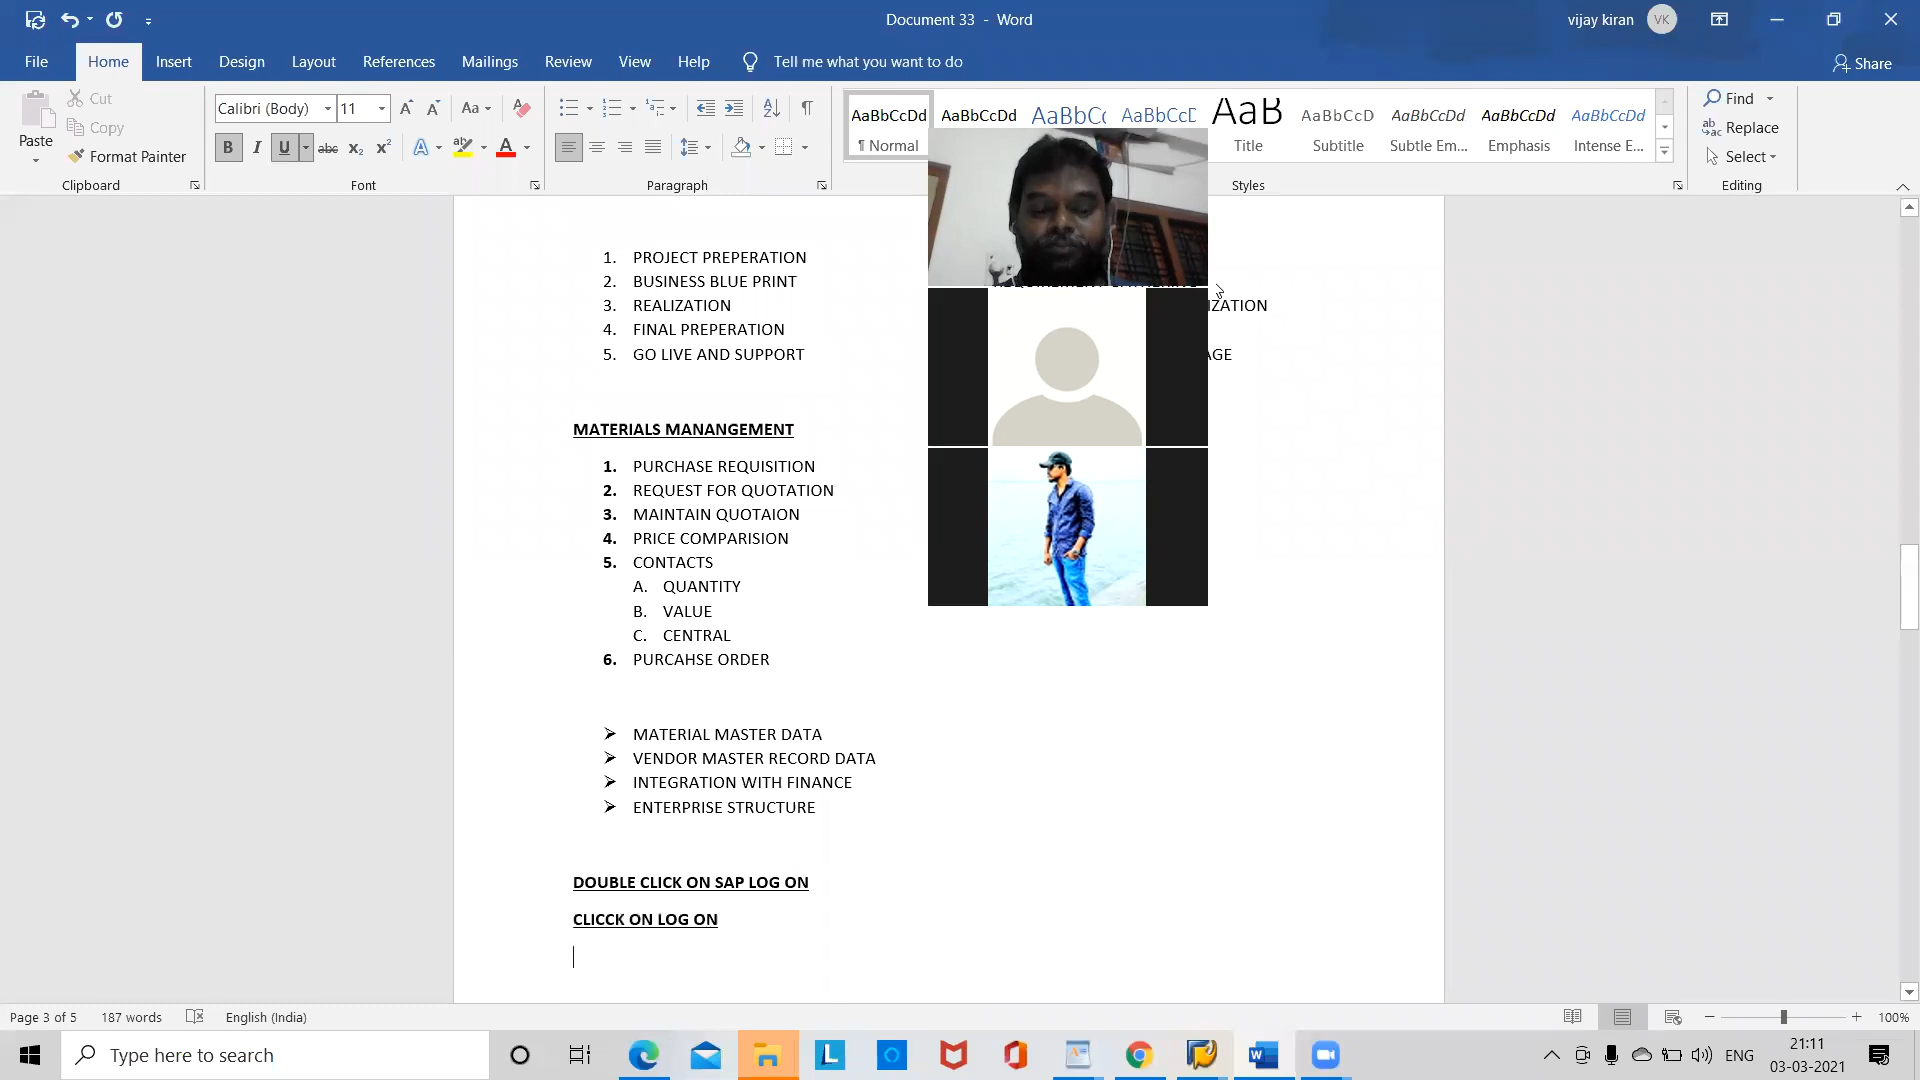 Document 33 - Word
vijay kiran
VK
File
Home
Insert
Design
Layout
References
Mailings
Review
View
Help
Tell me what you want to do
Share
Paste
Cut
Copy
Format Painter
Clipboard
Calibri (Body)
11
Font
Paragraph
AaBbCcDd
¶ Normal
AaBbCcDd
AaBbC
AaBbCcD
AaB
Title
AaBbCcD
Subtitle
AaBbCcDd
Subtle Em...
AaBbCcDd
Emphasis
AaBbCcDd
Intense E...
Styles
Find
Replace
Select
Editing
1. PROJECT PREPERATION
2. BUSINESS BLUE PRINT
3. REALIZATION
IZATION
4. FINAL PREPERATION
5. GO LIVE AND SUPPORT
AGE
MATERIALS MANANGEMENT
1. PURCHASE REQUISITION
2. REQUEST FOR QUOTATION
3. MAINTAIN QUOTAION
4. PRICE COMPARISION
5. CONTACTS
A. QUANTITY
B. VALUE
C. CENTRAL
6. PURCAHSE ORDER
➢ MATERIAL MASTER DATA
➢ VENDOR MASTER RECORD DATA
➢ INTEGRATION WITH FINANCE
➢ ENTERPRISE STRUCTURE
DOUBLE CLICK ON SAP LOG ON
CLICCK ON LOG ON
Page 3 of 5
187 words
English (India)
100%
Type here to search
ENG
21:11
03-03-2021